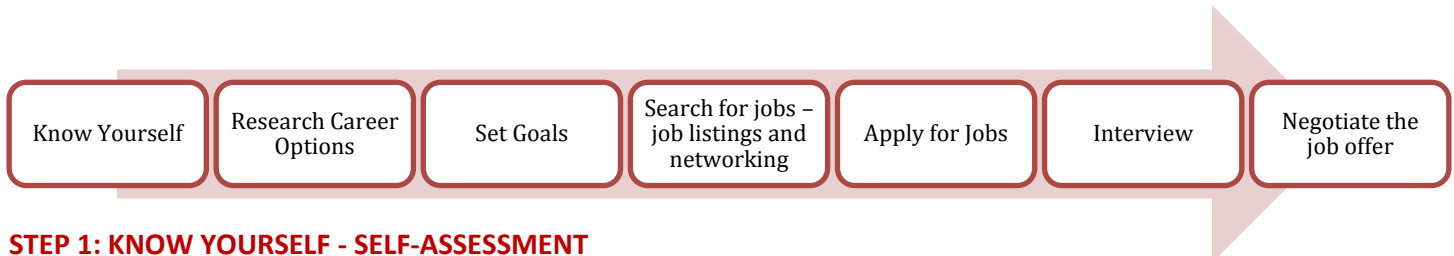 Know Yourself
Research Career
Options
Set Goals
Search for jobs –
job listings and
networking
Apply for Jobs
Interview
Negotiate the
job offer
STEP 1: KNOW YOURSELF - SELF-ASSESSMENT